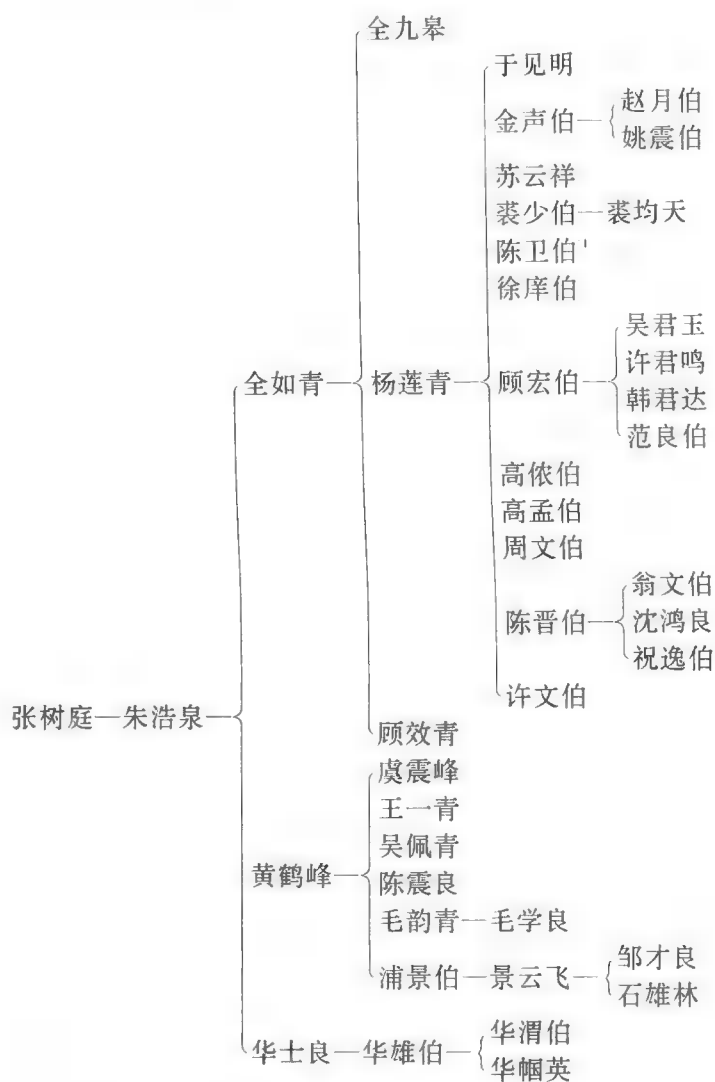 全九皋
于见明
金声伯
赵月伯
姚震伯
苏云祥
裘少伯—裘均天
陈卫伯
徐庠伯
全如青
杨莲青
顾宏伯
吴君玉
许君鸣
韩君达
范良伯
高侬伯
高孟伯
周文伯
陈晋伯
翁文伯
沈鸿良
祝逸伯
许文伯
张树庭—朱浩泉
顾效青
黄鹤峰
虞震峰
王一青
吴佩青
陈震良
毛韵青—毛学良
浦景伯—景云飞
邹才良
石雄林
华士良—华雄伯
华渭伯
华帼英